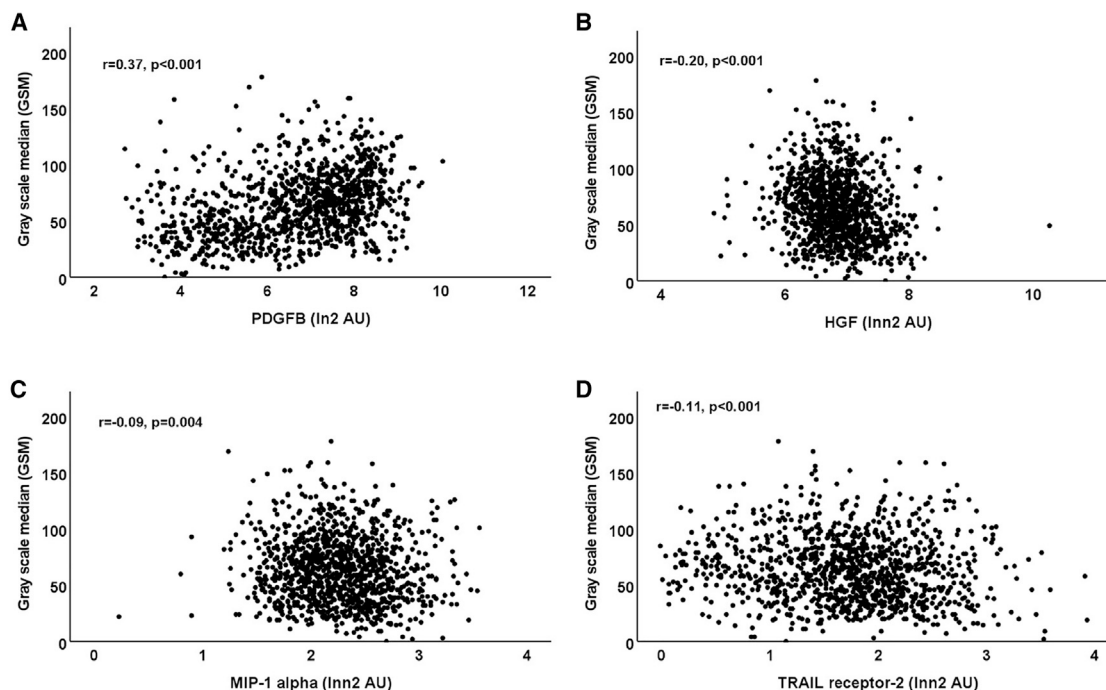 A
B
r=0.37, p<0.001
r=-0.20, p<0.001
Gray scale median (GSM)
200
150
100
50
0
2 4 6 8 10 12
PDGFB (In2 AU)
Gray scale median (GSM)
200
150
100
50
0
4 6 8 10
HGF (Inn2 AU)
C
D
r=-0.09, p=0.004
r=-0.11, p<0.001
Gray scale median (GSM)
200
150
100
50
0
0 1 2 3 4
MIP-1 alpha (Inn2 AU)
Gray scale median (GSM)
200
150
100
50
0
0 1 2 3 4
TRAIL receptor-2 (Inn2 AU)